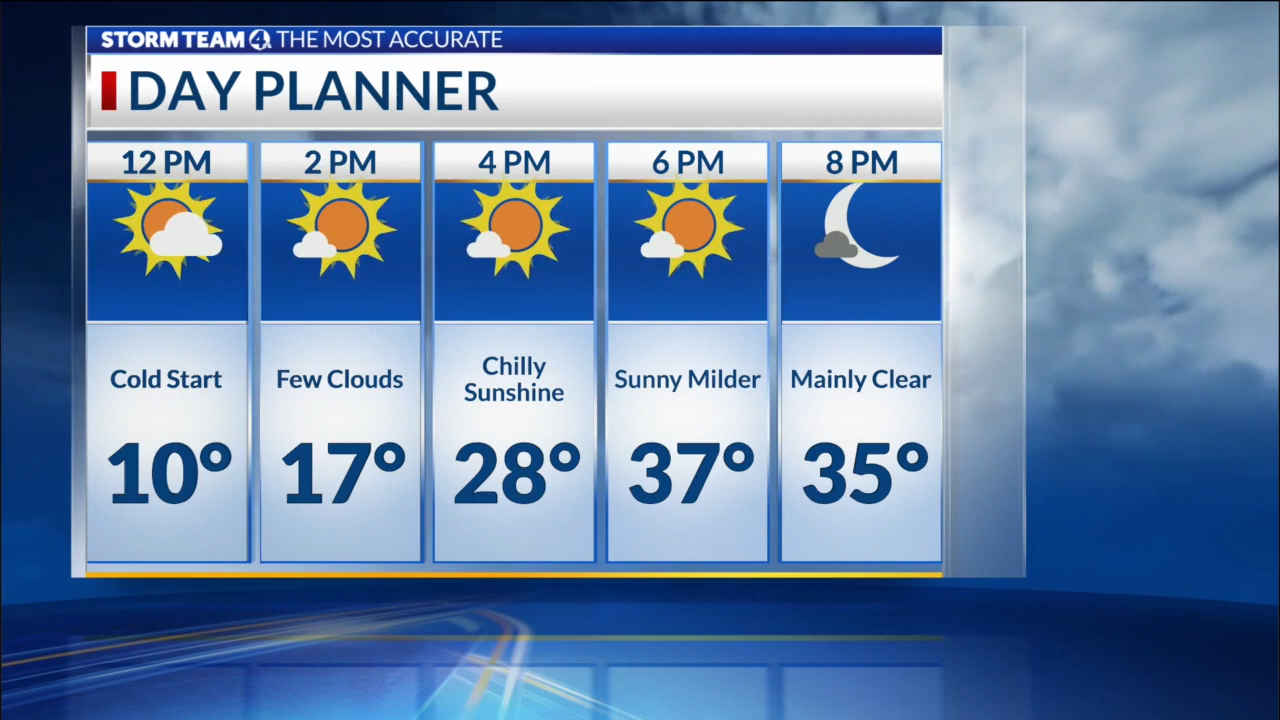 STORM TEAM 4 THE MOST ACCURATE
DAY PLANNER
12 PM
2 PM
4 PM
6 PM
8 PM
Cold Start
Few Clouds
Chilly
Sunshine
Sunny Milder
Mainly Clear
10°
17°
28°
37°
35°